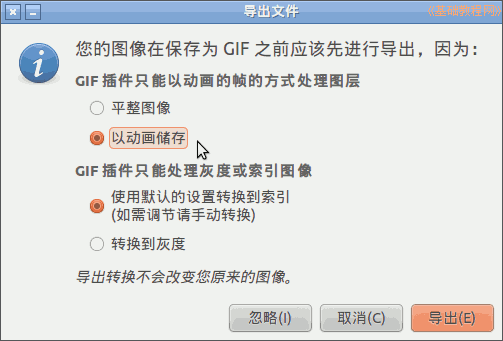 导出文件
《基础教程网》
您的图像在保存为 GIF 之前应该先进行导出，因为：
GIF 插件只能以动画的帧的方式处理图层
平整图像
以动画储存
GIF 插件只能处理灰度或索引图像
使用默认的设置转换到索引
(如需调节请手动转换)
转换到灰度
导出转换不会改变您原来的图像。
忽略(I)
取消(C)
导出(E)